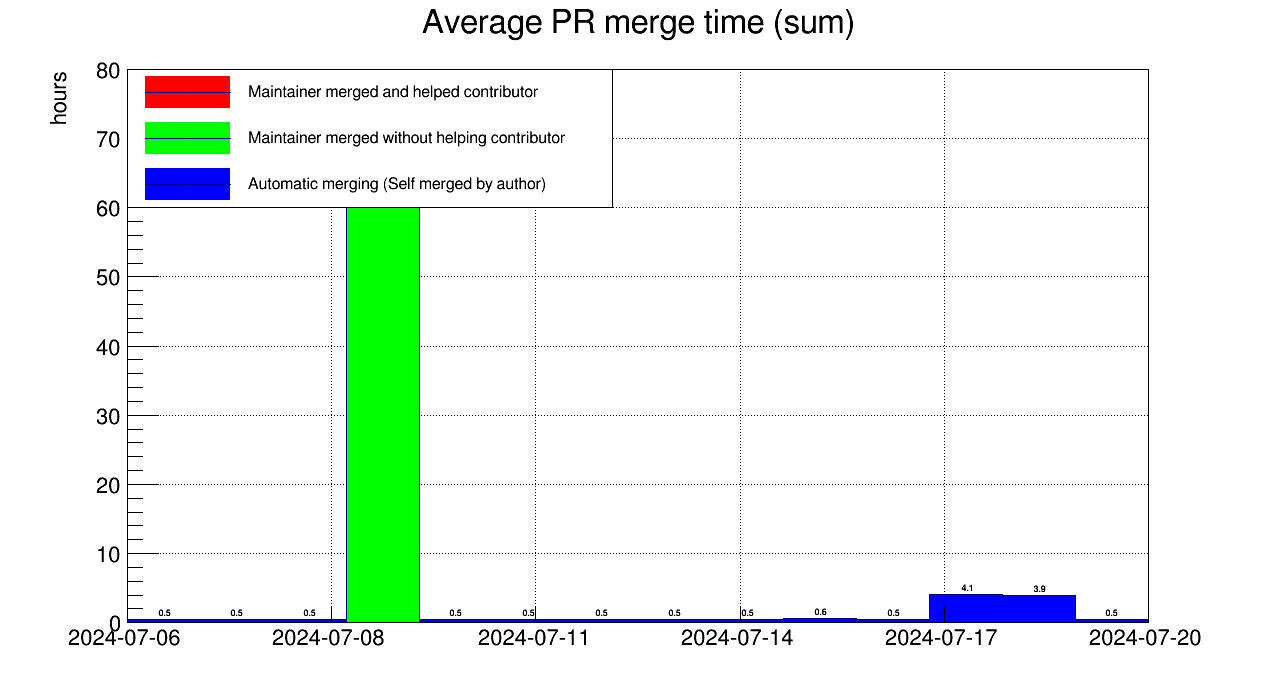 Average PR merge time (sum)
hours
80
70
60
50
40
30
20
10
0
Maintainer merged and helped contributor
Maintainer merged without helping contributor
Automatic merging (Self merged by author)
0.5 0.5 0.5 0.5 0.5 0.5 0.5 0.5 0.6 0.5 4.1 3.9 0.5
2024-07-06 2024-07-08 2024-07-11 2024-07-14 2024-07-17 2024-07-20